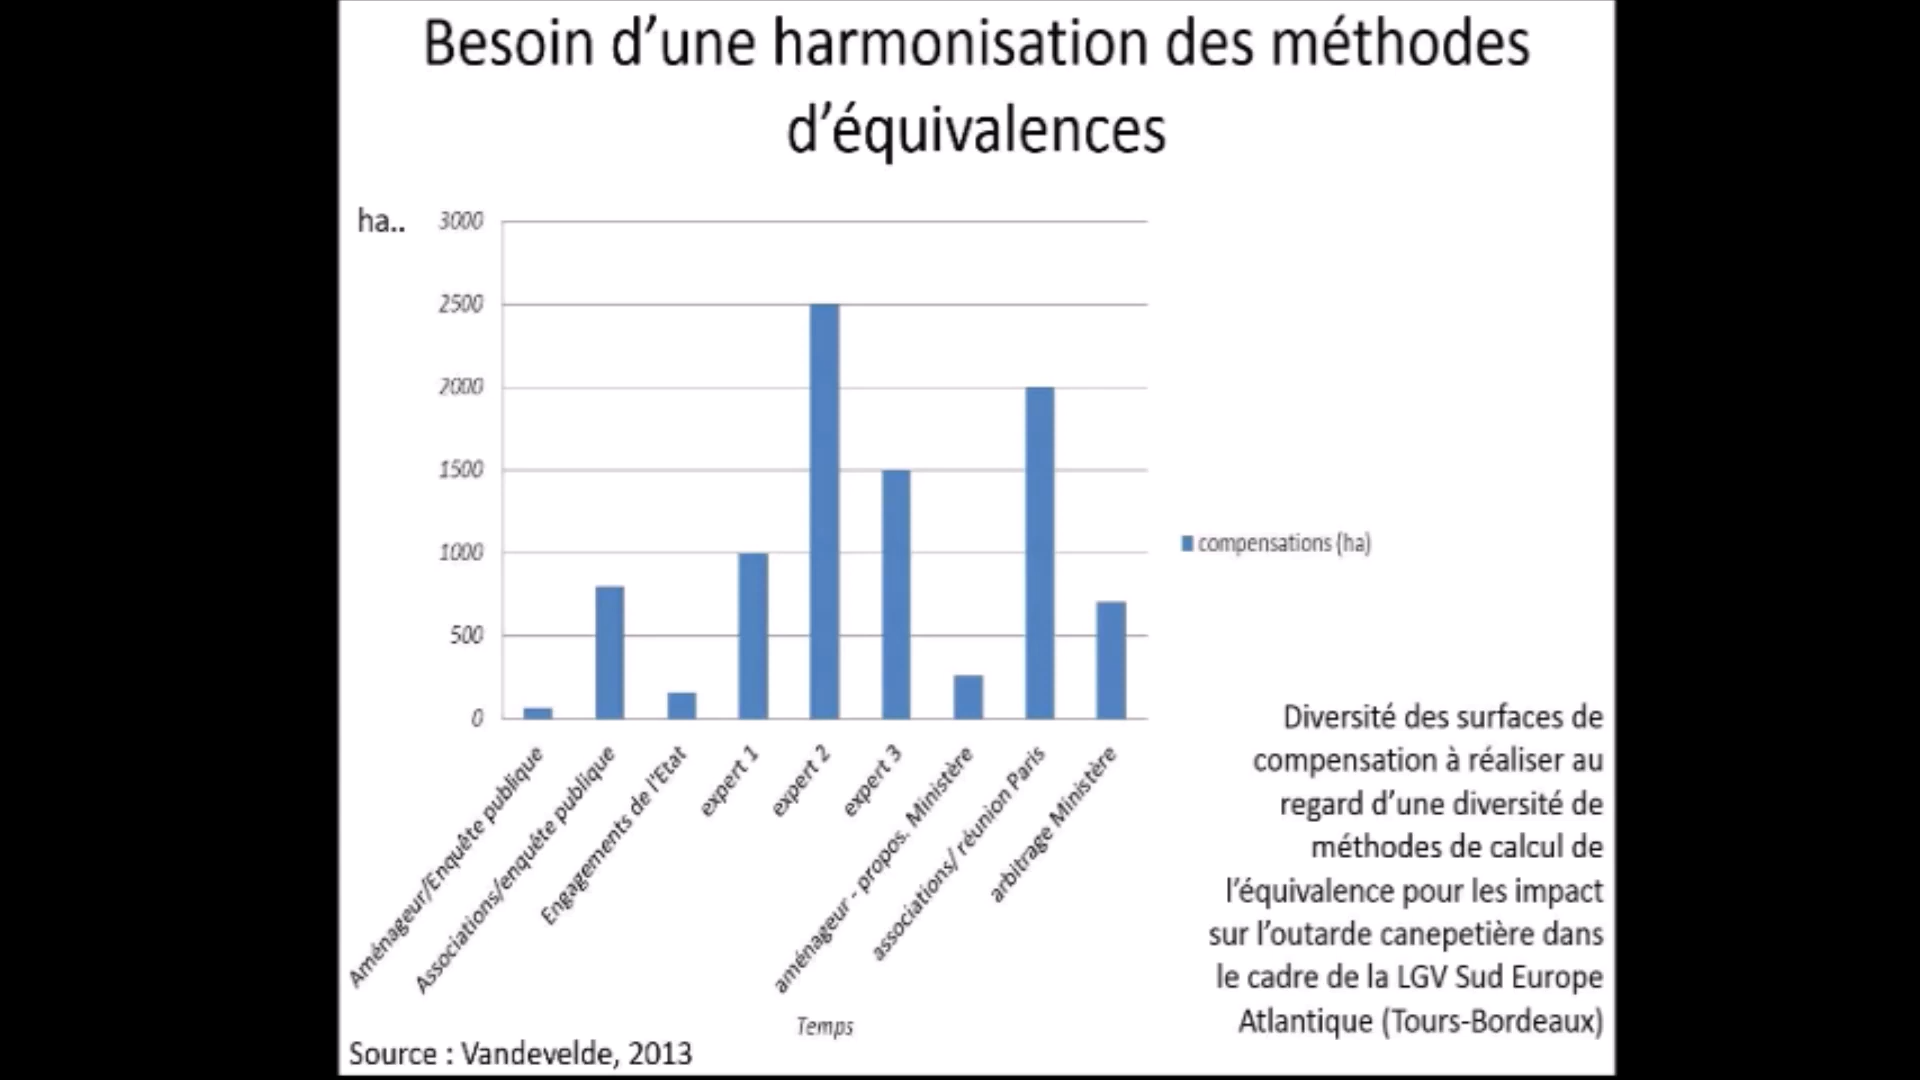 Besoin d’une harmonisation des méthodes
d’équivalences
ha..
3000
2500
2000
1500
1000
500
0
Aménageur/Enquête publique
Associations/enquête publique
Engagements de l'Etat
expert 1
expert 2
expert 3
aménageur - propos. Ministère
associations/ réunion Paris
arbitrage Ministère
Temps
compensations (ha)
Diversité des surfaces de
compensation à réaliser au
regard d’une diversité de
méthodes de calcul de
l’équivalence pour les impact
sur l’outarde canepetière dans
le cadre de la LGV Sud Europe
Atlantique (Tours-Bordeaux)
Source : Vandevelde, 2013